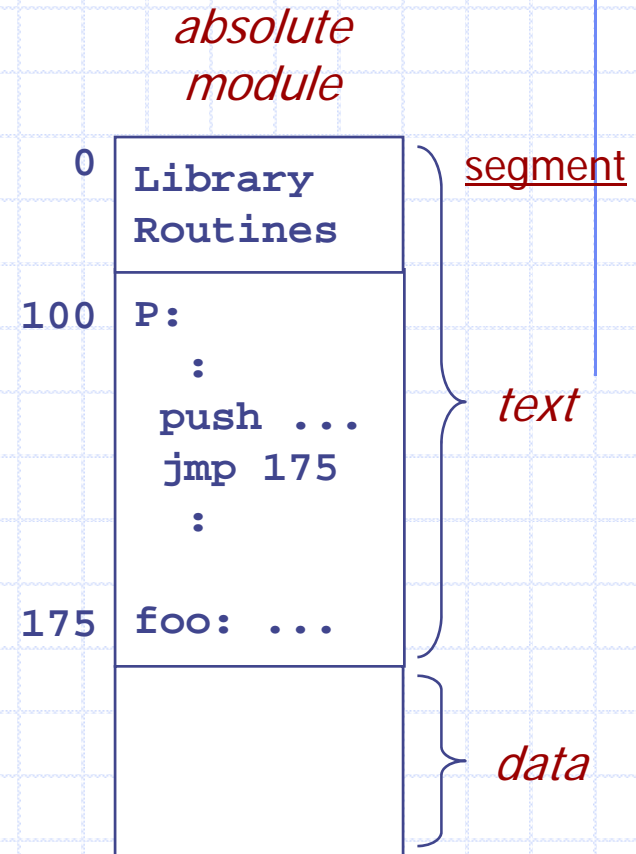 absolute
module
0 Library segment
Routines
100 P:
:
push ... text
jmp 175
:
175 foo: ...
data